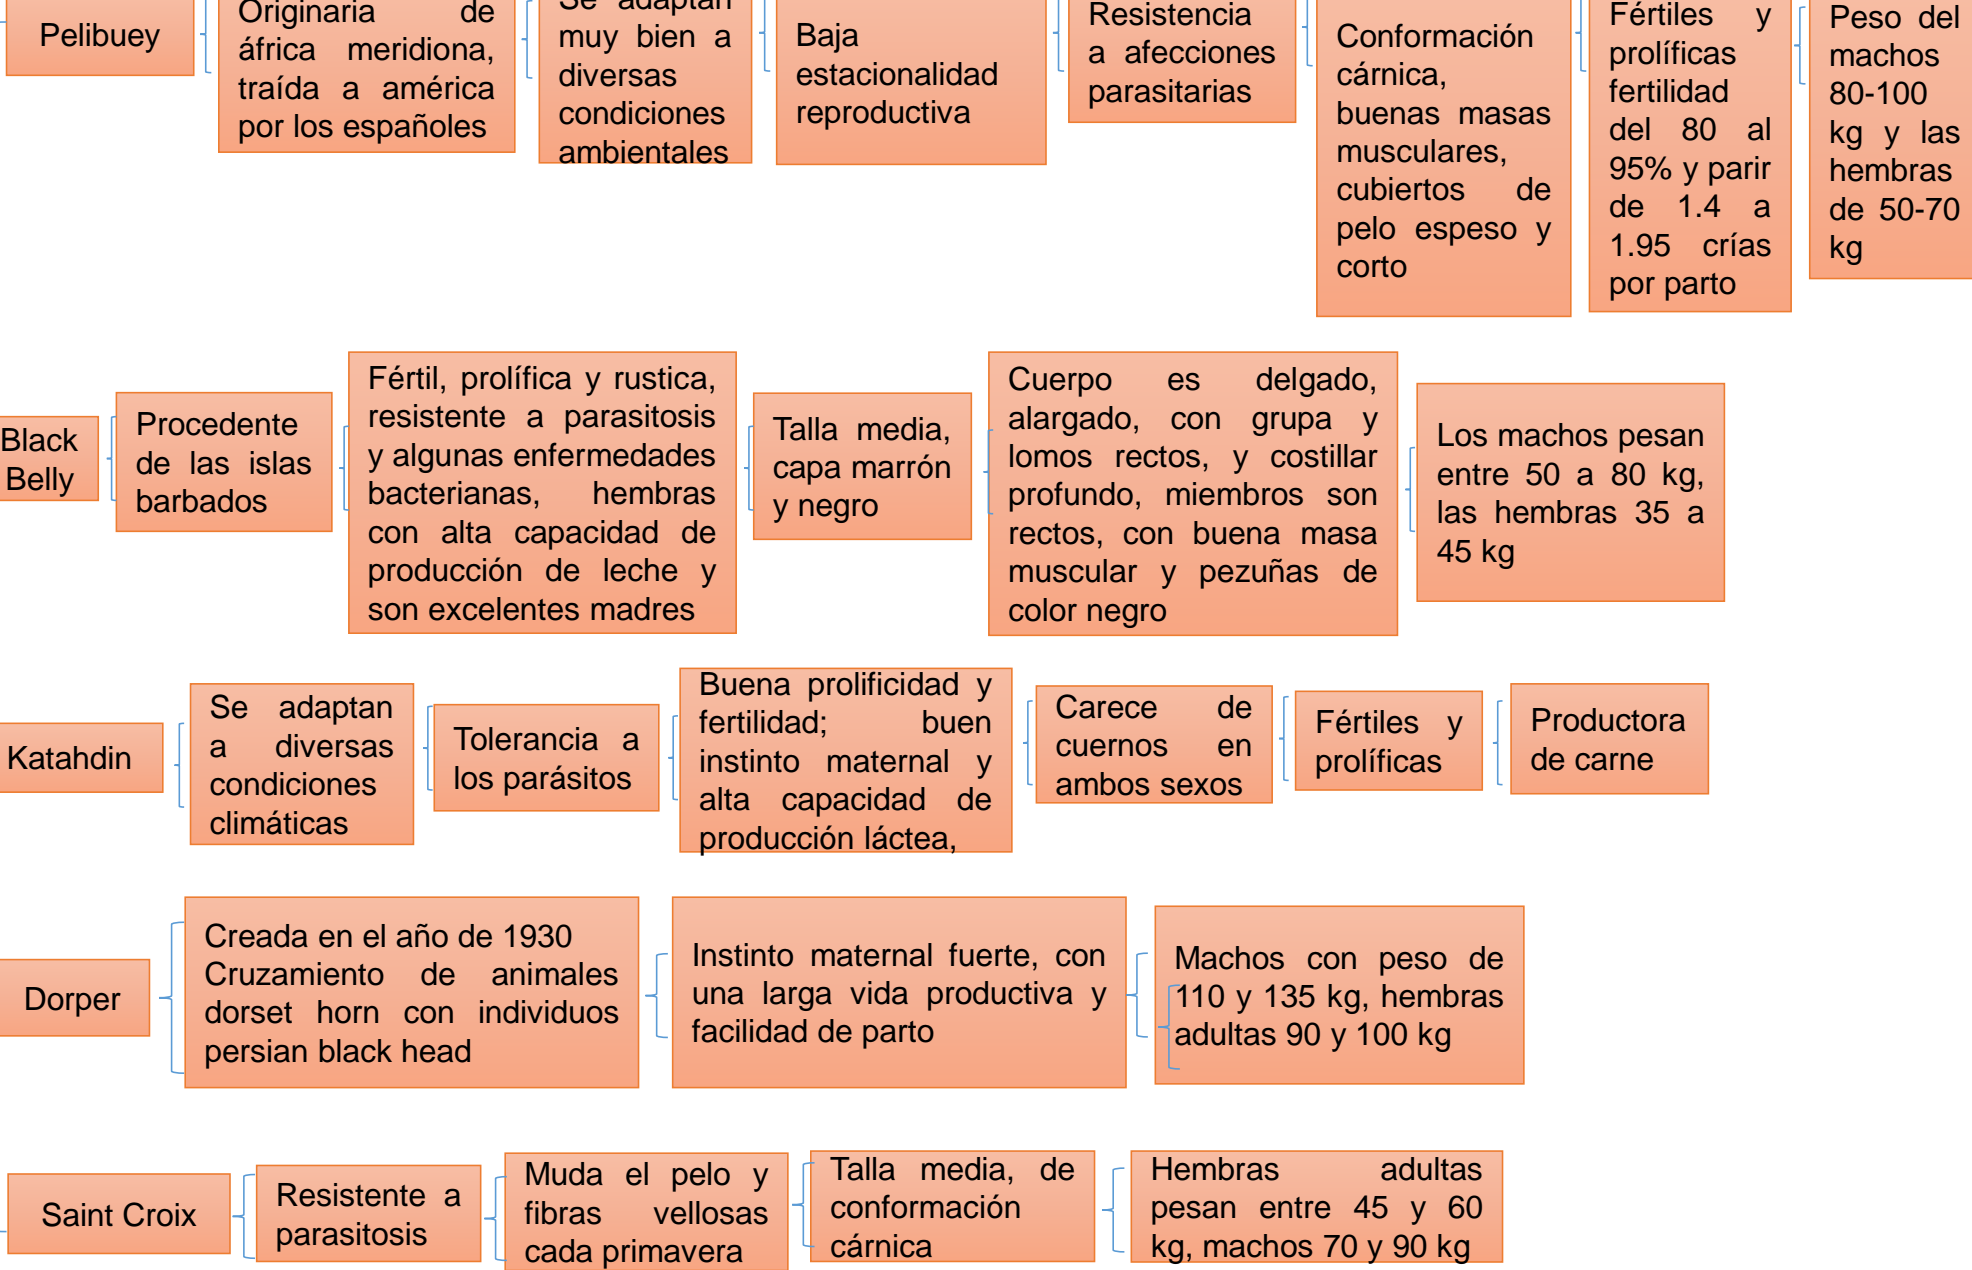 Pelibuey
Originaria de
áfrica meridiona,
traída a américa
por los españoles
Se adaptan
muy bien a
diversas
condiciones
ambientales
Baja
estacionalidad
reproductiva
Resistencia
a afecciones
parasitarias
Conformación
cárnica,
buenas masas
musculares,
cubiertos de
pelo espeso y
corto
Fértiles y
prolíficas
fertilidad
del 80 al
95% y parir
de 1.4 a
1.95 crías
por parto
Peso del
machos
80-100
kg y las
hembras
de 50-70
kg
Black
Belly
Procedente
de las islas
barbados
Fértil, prolífica y rustica,
resistente a parasitosis
y algunas enfermedades
bacterianas, hembras
con alta capacidad de
producción de leche y
son excelentes madres
Talla media,
capa marrón
y negro
Cuerpo es delgado,
alargado, con grupa y
lomos rectos, y costillar
profundo, miembros son
rectos, con buena masa
muscular y pezuñas de
color negro
Los machos pesan
entre 50 a 80 kg,
las hembras 35 a
45 kg
Katahdin
Se adaptan
a diversas
condiciones
climáticas
Tolerancia a
los parásitos
Buena prolificidad y
fertilidad; buen
instinto maternal y
alta capacidad de
producción láctea,
Carece de
cuernos en
ambos sexos
Fértiles y
prolíficas
Productora
de carne
Dorper
Creada en el año de 1930
Cruzamiento de animales
dorset horn con individuos
persian black head
Instinto maternal fuerte, con
una larga vida productiva y
facilidad de parto
Machos con peso de
110 y 135 kg, hembras
adultas 90 y 100 kg
Saint Croix
Resistente a
parasitosis
Muda el pelo y
fibras vellosas
cada primavera
Talla media, de
conformación
cárnica
Hembras adultas
pesan entre 45 y 60
kg, machos 70 y 90 kg